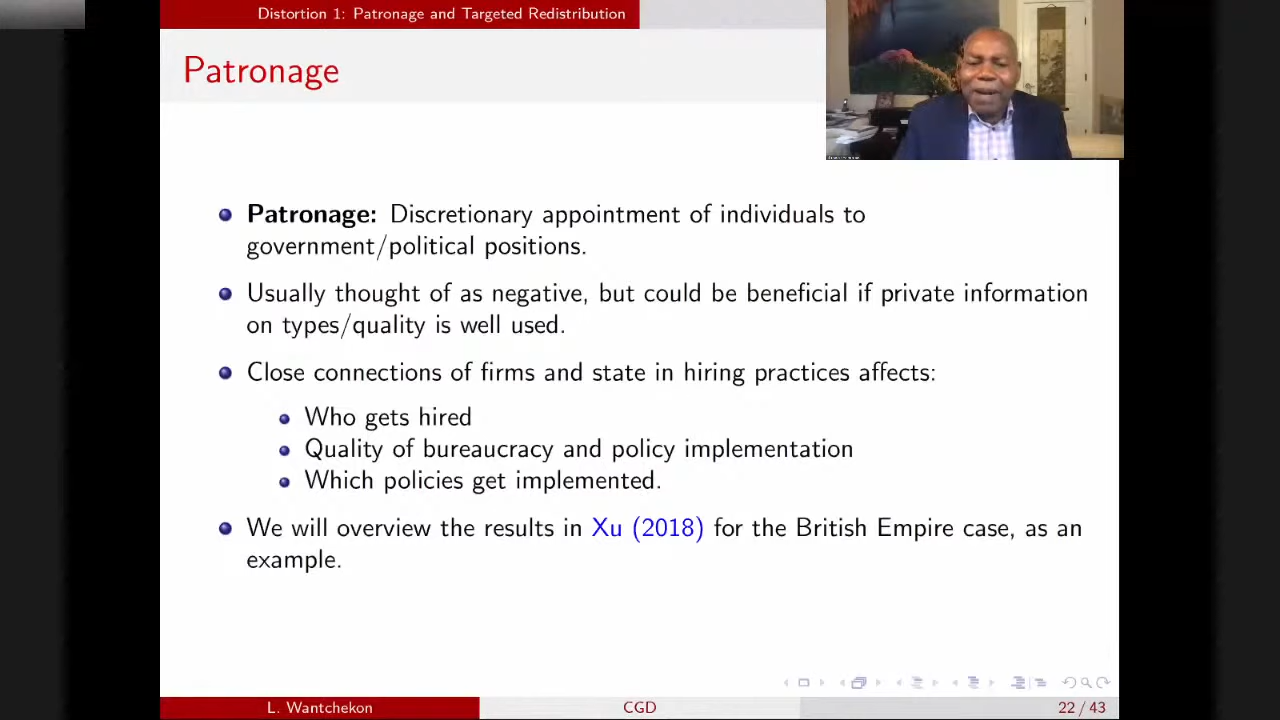 Distortion 1: Patronage and Targeted Redistribution
Patronage
Patronage: Discretionary appointment of individuals to
government/political positions.
Usually thought of as negative, but could be beneficial if private information
on types/quality is well used.
Close connections of firms and state in hiring practices affects:
Who gets hired
Quality of bureaucracy and policy implementation
Which policies get implemented.
We will overview the results in Xu (2018) for the British Empire case, as an
example.
L. Wantchekon
CGD
22 / 43